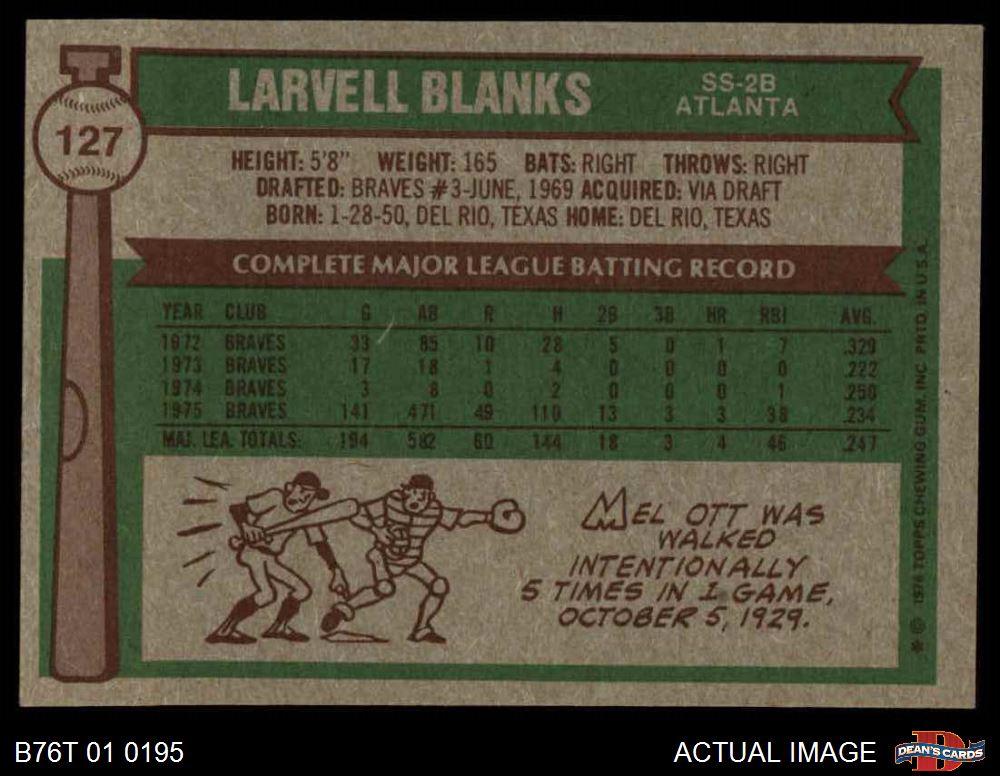 LARVELL BLANKS
SS-2B
ATLANTA
127
HEIGHT: 5'8" WEIGHT: 165 BATS: RIGHT THROWS: RIGHT
DRAFTED: BRAVES #3-JUNE, 1969 ACQUIRED: VIA DRAFT
BORN: 1-28-50, DEL RIO, TEXAS HOME: DEL RIO, TEXAS
COMPLETE MAJOR LEAGUE BATTING RECORD
YEAR CLUB G AB R H 2B 3B HR RBI AVG.
1972 BRAVES 33 85 10 28 5 0 1 7 .329
1973 BRAVES 17 18 1 4 0 0 0 0 .222
1974 BRAVES 3 8 0 2 0 0 0 1 .250
1975 BRAVES 141 471 49 110 13 3 3 38 .234
MAJ. LEA. TOTALS: 194 582 60 144 18 3 4 46 .247
MEL OTT WAS
WALKED
INTENTIONALLY
5 TIMES IN 1 GAME,
OCTOBER 5, 1929.
* © 1976 TOPPS CHEWING GUM, INC PRTD IN U.S.A.
B76T 01 0195
ACTUAL IMAGE
D
DEAN'S CARDS